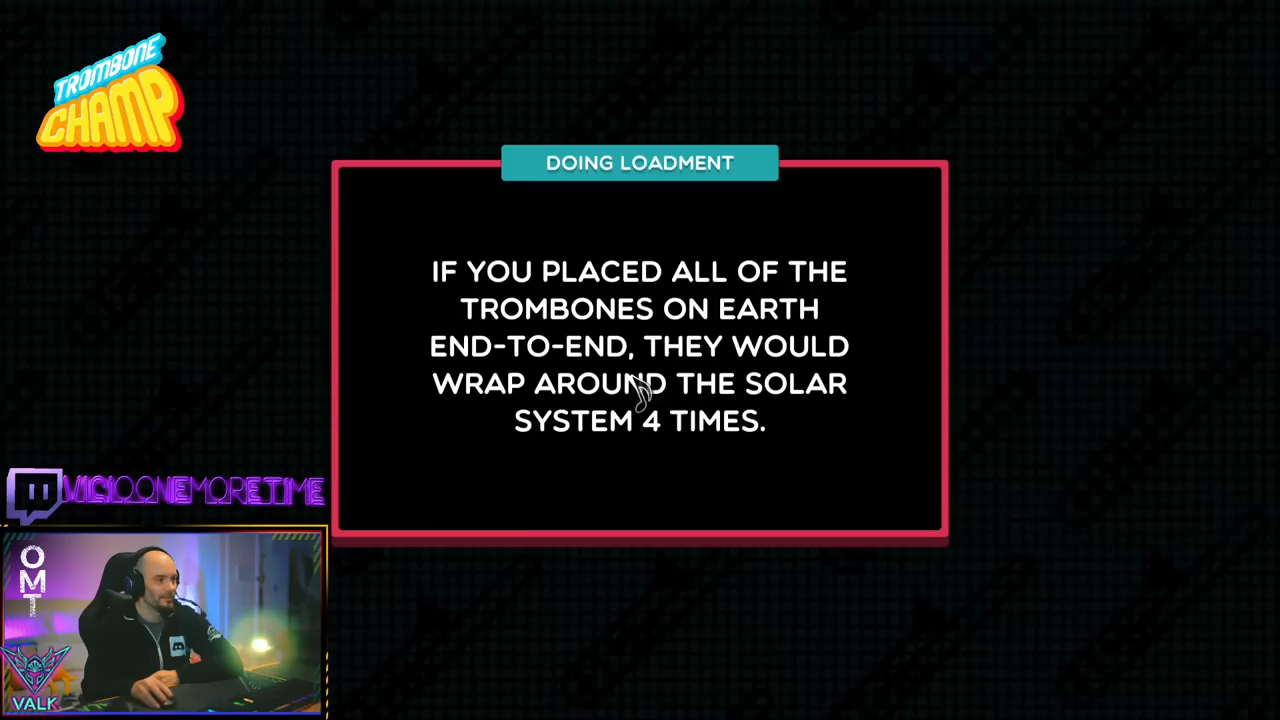 TROMBONE
CHAMP
DOING LOADMENT
IF YOU PLACED ALL OF THE
TROMBONES ON EARTH
END-TO-END, THEY WOULD
WRAP AROUND THE SOLAR
SYSTEM 4 TIMES.
VICIOONEMORETIME
OMT
VALK